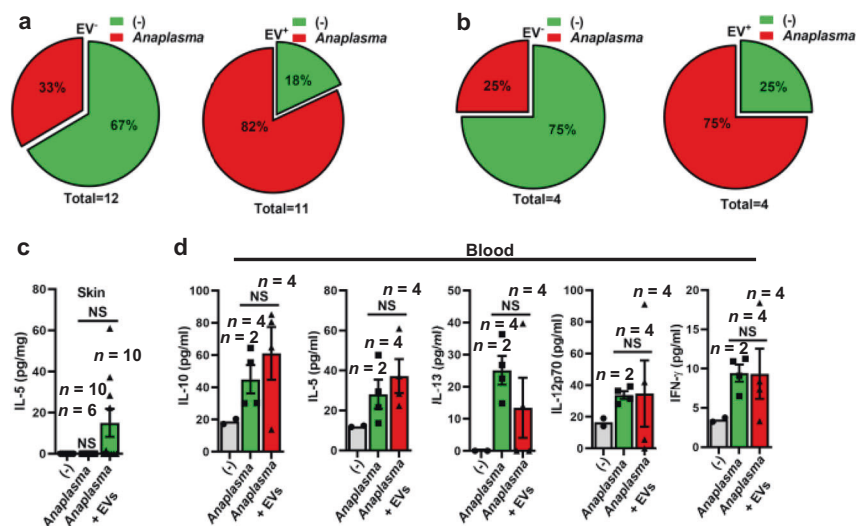 a
EV-
(-)
Anaplasma
33%
67%
Total=12
EV+
(-)
Anaplasma
18%
82%
Total=11
b
EV-
(-)
Anaplasma
25%
75%
Total=4
EV+
(-)
Anaplasma
25%
75%
Total=4
c
Skin
IL-5 (pg/mg)
80
60
40
20
0
NS
n = 10
n = 10
n = 6
NS
(-)
Anaplasma
Anaplasma
+ EVs
d
Blood
IL-10 (pg/ml)
100
80
60
40
20
0
n = 4
NS
n = 4
n = 2
(-)
Anaplasma
Anaplasma
+ EVs
IL-5 (pg/ml)
80
60
40
20
0
n = 4
NS
n = 4
n = 2
(-)
Anaplasma
Anaplasma
+ EVs
IL-13 (pg/ml)
50
40
30
20
10
0
n = 4
NS
n = 4
n = 2
(-)
Anaplasma
Anaplasma
+ EVs
IL-12p70 (pg/ml)
100
80
60
40
20
0
n = 4
n = 4
NS
n = 2
(-)
Anaplasma
Anaplasma
+ EVs
IFN-γ (pg/ml)
20
15
10
5
0
n = 4
n = 4
NS
n = 2
(-)
Anaplasma
Anaplasma
+ EVs